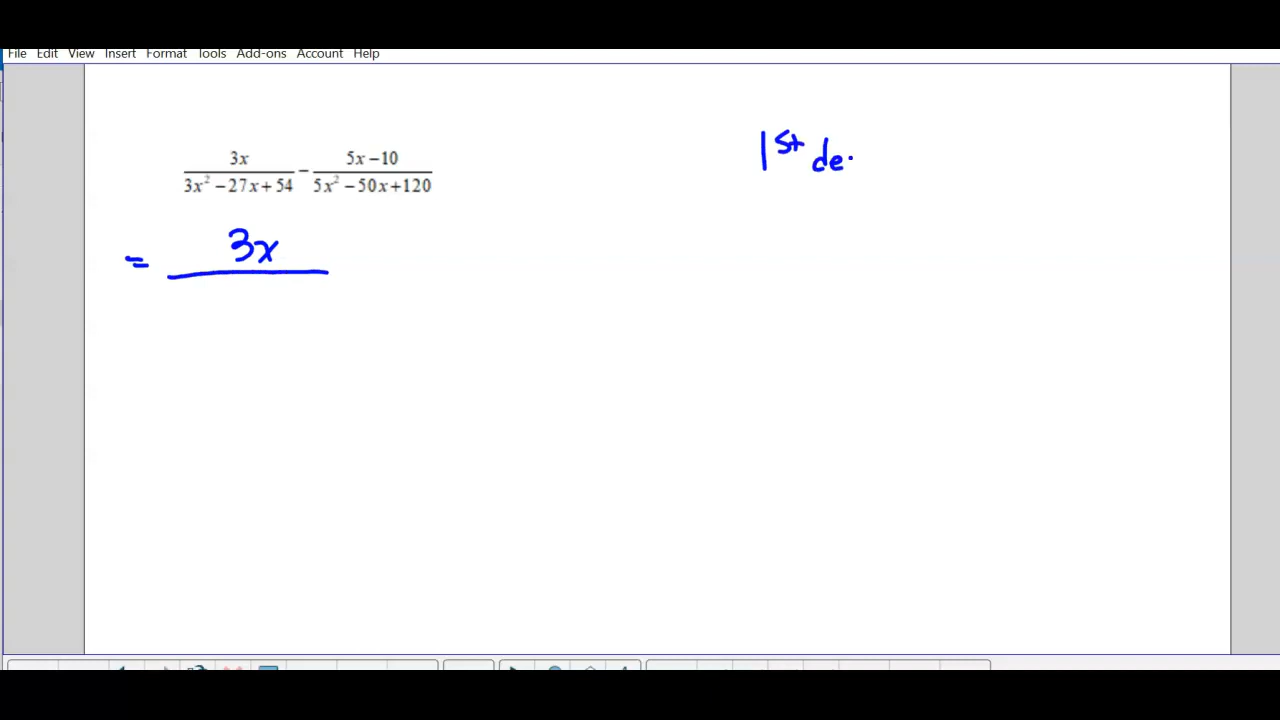 File Edit View Insert Format Tools Add-ons Account Help
1st de.
3x/(3x² − 27x + 54) − (5x − 10)/(5x² − 50x + 120)
= 3x